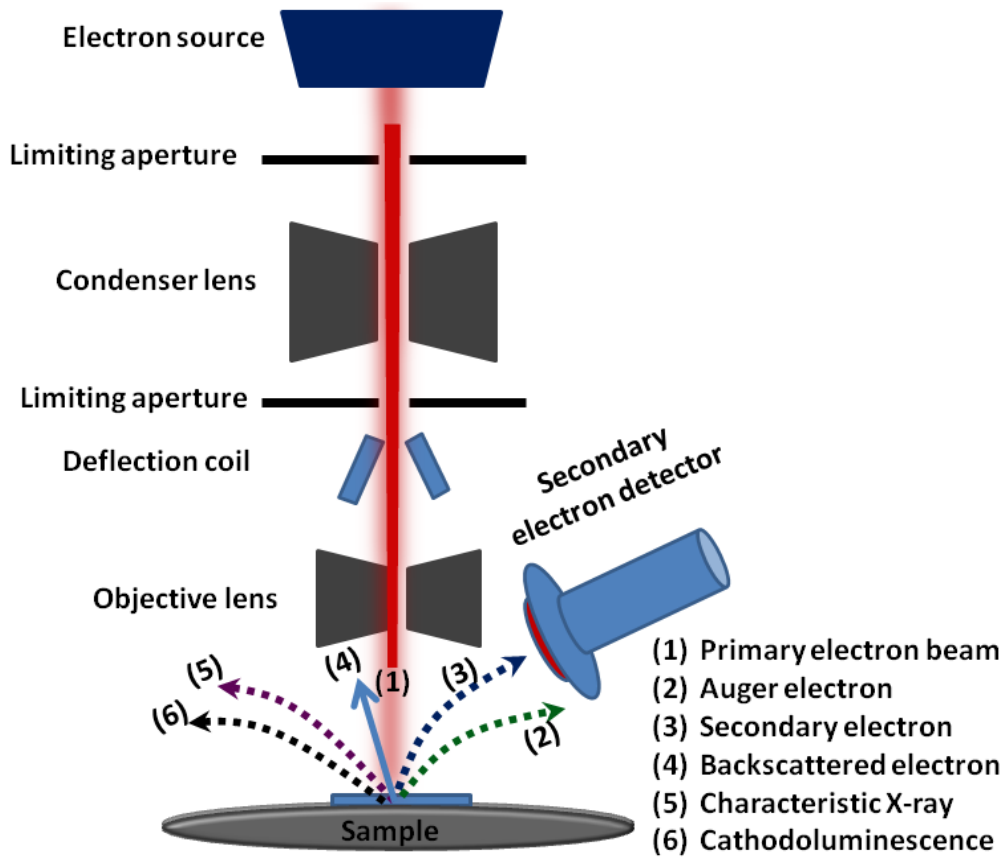 Electron source
Limiting aperture
Condenser lens
Limiting aperture
Deflection coil
Secondary
electron detector
Objective lens
(5)
(4)
(1)
(3)
(6)
(2)
Sample
(1) Primary electron beam
(2) Auger electron
(3) Secondary electron
(4) Backscattered electron
(5) Characteristic X-ray
(6) Cathodoluminescence